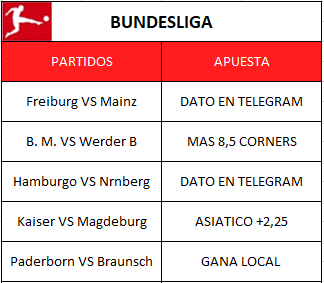 BUNDESLIGA
PARTIDOS APUESTA
Freiburg VS Mainz DATO EN TELEGRAM
B. M. VS Werder B MAS 8,5 CORNERS
Hamburgo VS Nrnberg DATO EN TELEGRAM
Kaiser VS Magdeburg ASIATICO +2,25
Paderborn VS Braunsch GANA LOCAL